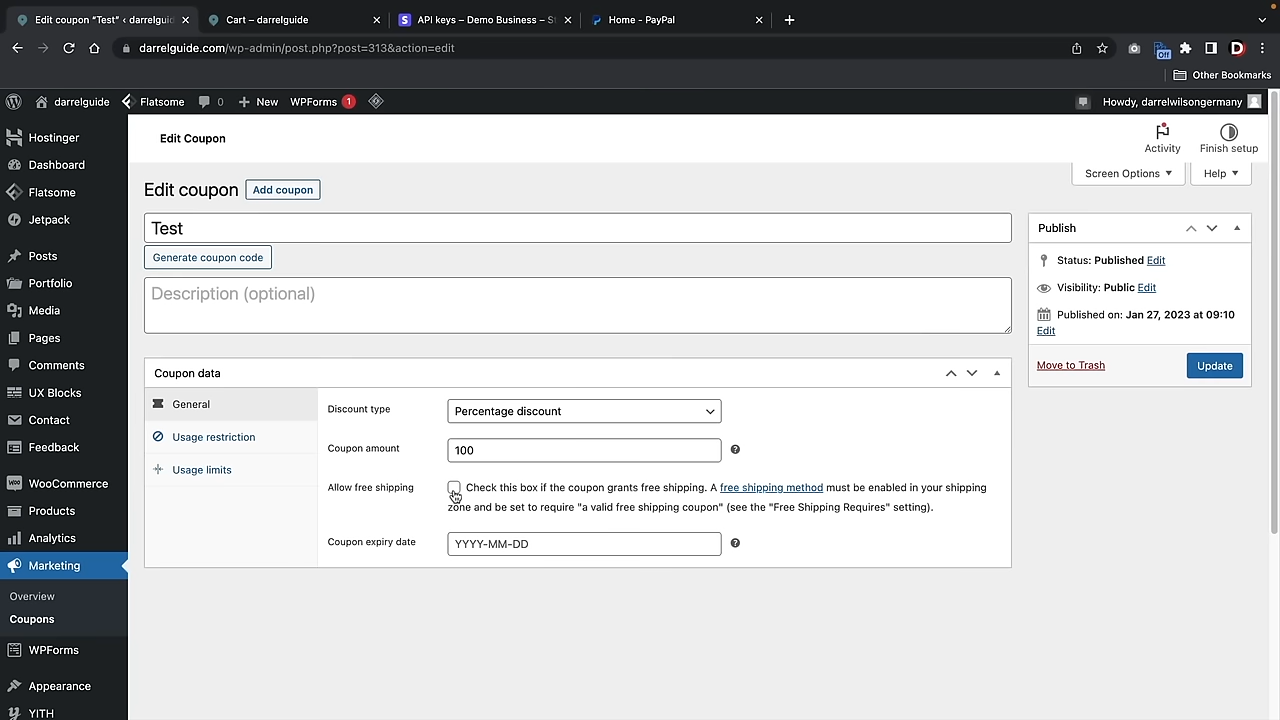 Edit coupon "Test" ‹ darrelguid
Cart – darrelguide
API keys – Demo Business – S
Home - PayPal
darrelguide.com/wp-admin/post.php?post=313&action=edit
Off
D
Other Bookmarks
darrelguide
Flatsome
0
New
WPForms
1
Howdy, darrelwilsongermany
Hostinger
Dashboard
Flatsome
Jetpack
Posts
Portfolio
Media
Pages
Comments
UX Blocks
Contact
Feedback
WooCommerce
Products
Analytics
Marketing
Overview
Coupons
WPForms
Appearance
YITH
Edit Coupon
Activity
Finish setup
Screen Options
Help
Edit coupon
Add coupon
Test
Generate coupon code
Description (optional)
Coupon data
General
Usage restriction
Usage limits
Discount type
Percentage discount
Coupon amount
100
Allow free shipping
Check this box if the coupon grants free shipping. A free shipping method must be enabled in your shipping
zone and be set to require "a valid free shipping coupon" (see the "Free Shipping Requires" setting).
Coupon expiry date
YYYY-MM-DD
Publish
Status: Published Edit
Visibility: Public Edit
Published on: Jan 27, 2023 at 09:10
Edit
Move to Trash
Update